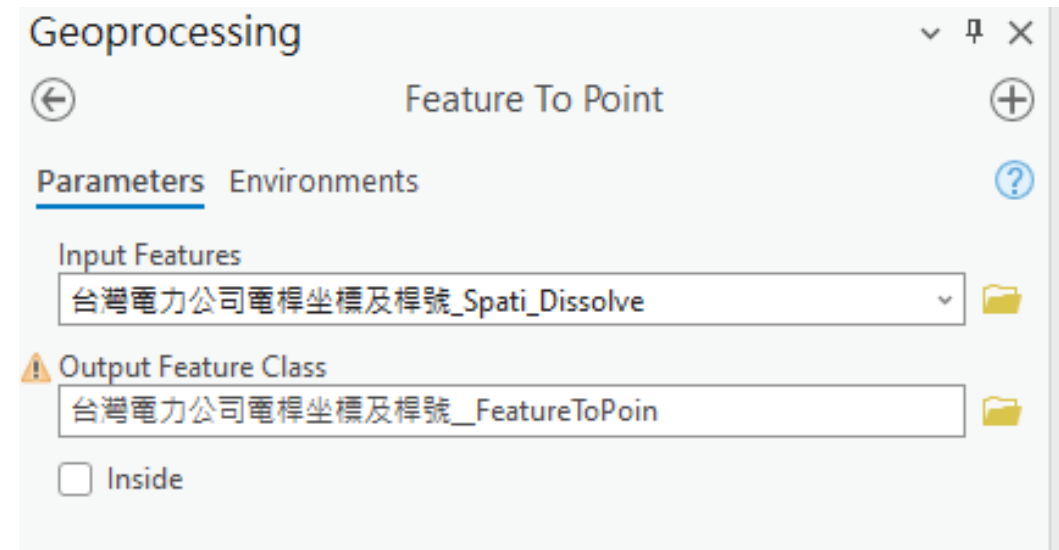 Geoprocessing
Feature To Point
Parameters Environments
Input Features
台灣電力公司電桿坐標及桿號_Spati_Dissolve
Output Feature Class
台灣電力公司電桿坐標及桿號__FeatureToPoin
Inside